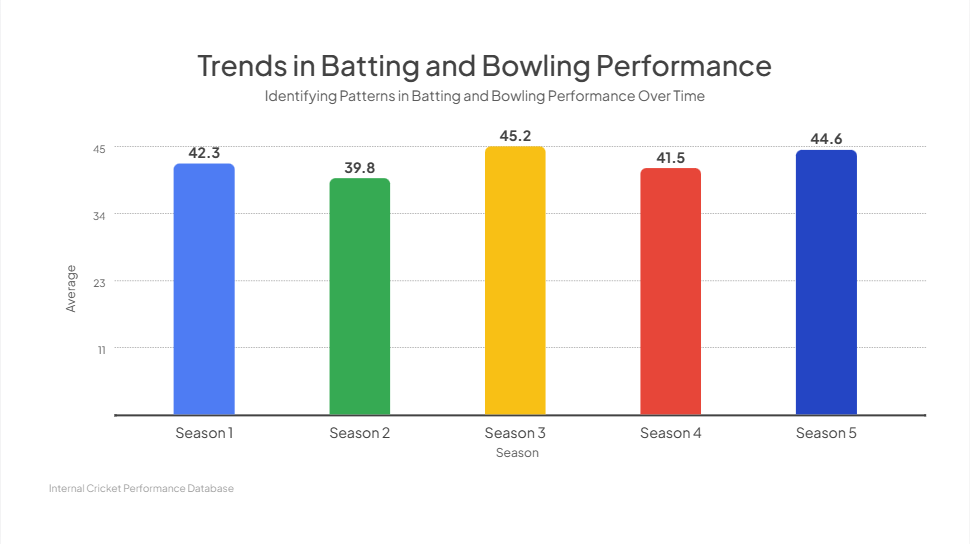 Trends in Batting and Bowling Performance
Identifying Patterns in Batting and Bowling Performance Over Time
45
34
23
11
Average
42.3
39.8
45.2
41.5
44.6
Season 1
Season 2
Season 3
Season 4
Season 5
Season
Internal Cricket Performance Database